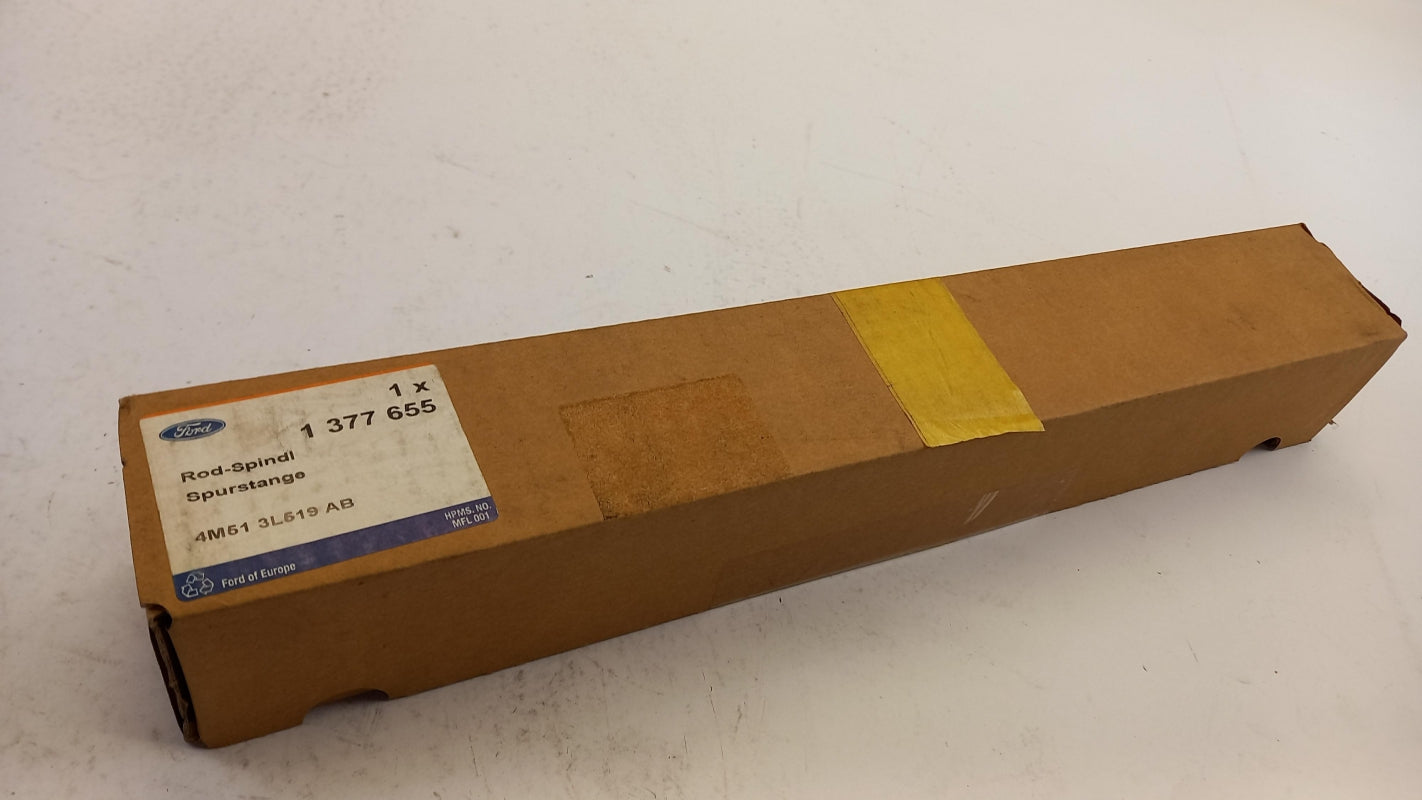 1 x
Ford
1 377 655
Rod-Spindl
Spurstange
4M51 3L519 AB
HPMS. NO.
MFL 001
Ford of Europe